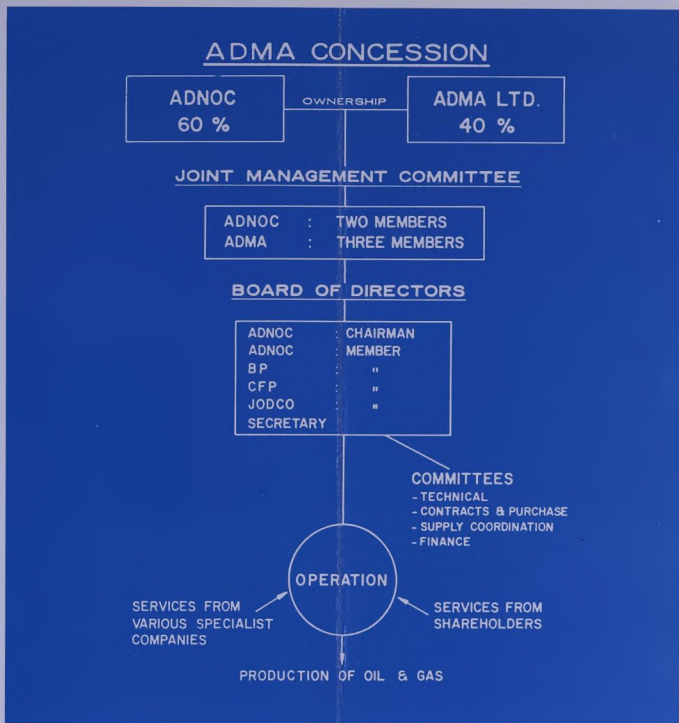 ADMA CONCESSION
ADNOC
60 %
OWNERSHIP
ADMA LTD.
40 %
JOINT MANAGEMENT COMMITTEE
ADNOC : TWO MEMBERS
ADMA : THREE MEMBERS
BOARD OF DIRECTORS
ADNOC : CHAIRMAN
ADNOC : MEMBER
BP : "
CFP : "
JODCO : "
SECRETARY
COMMITTEES
- TECHNICAL
- CONTRACTS & PURCHASE
- SUPPLY COORDINATION
- FINANCE
OPERATION
SERVICES FROM
VARIOUS SPECIALIST
COMPANIES
SERVICES FROM
SHAREHOLDERS
PRODUCTION OF OIL & GAS